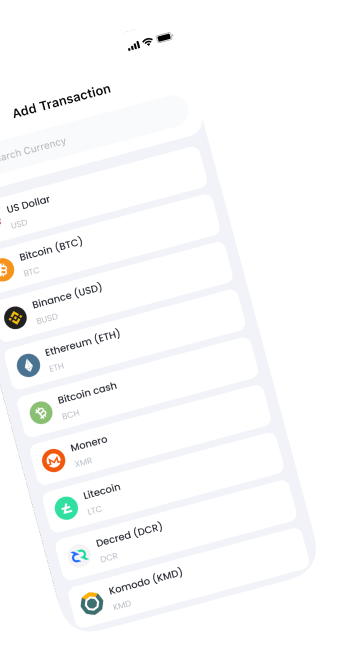 Add Transaction
arch Currency
US Dollar
USD
Bitcoin (BTC)
BTC
Binance (USD)
BUSD
Ethereum (ETH)
ETH
Bitcoin cash
BCH
Monero
XMR
Litecoin
LTC
Decred (DCR)
DCR
Komodo (KMD)
KMD